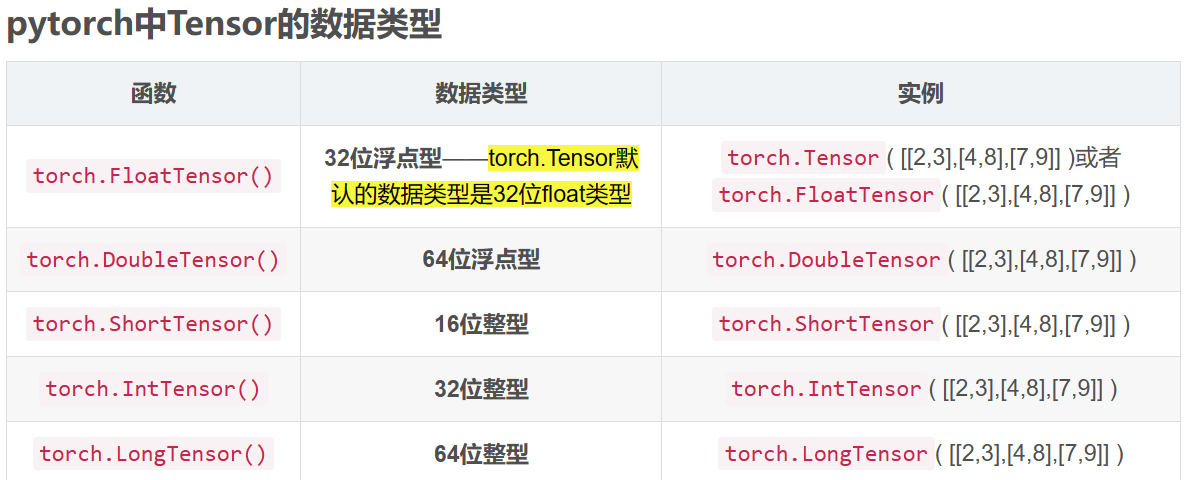 pytorch中Tensor的数据类型
函数 数据类型 实例
torch.FloatTensor() 32位浮点型——torch.Tensor默
认的数据类型是32位float类型 torch.Tensor ( [[2,3],[4,8],[7,9]] )或者
torch.FloatTensor ( [[2,3],[4,8],[7,9]] )
torch.DoubleTensor() 64位浮点型 torch.DoubleTensor ( [[2,3],[4,8],[7,9]] )
torch.ShortTensor() 16位整型 torch.ShortTensor ( [[2,3],[4,8],[7,9]] )
torch.IntTensor() 32位整型 torch.IntTensor ( [[2,3],[4,8],[7,9]] )
torch.LongTensor() 64位整型 torch.LongTensor ( [[2,3],[4,8],[7,9]] )